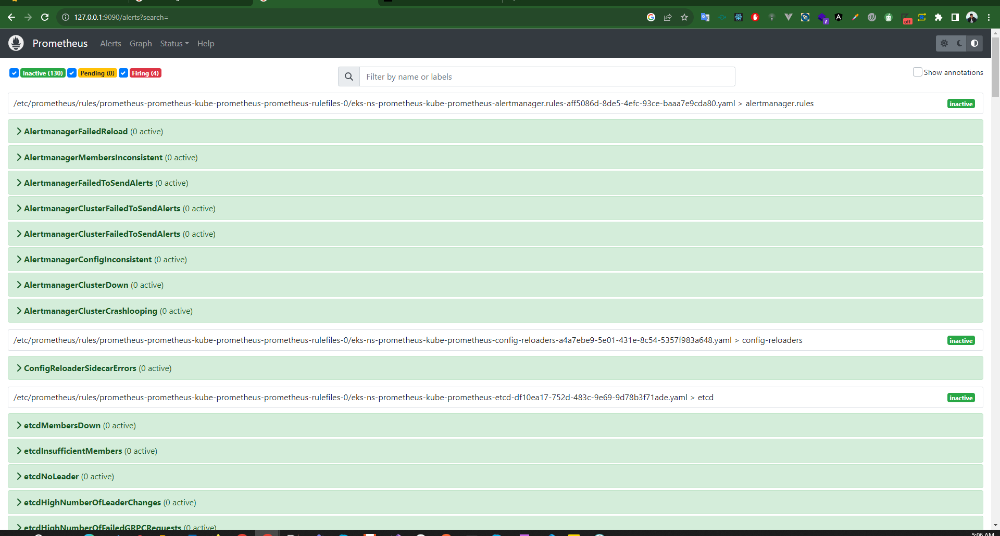 127.0.0.1:9090/alerts?search=
7
off
Prometheus Alerts Graph Status Help
Inactive (130) Pending (0) Firing (4)
Filter by name or labels
Show annotations
/etc/prometheus/rules/prometheus-prometheus-kube-prometheus-prometheus-rulefiles-0/eks-ns-prometheus-kube-prometheus-alertmanager.rules-aff5086d-8de5-4efc-93ce-baaa7e9cda80.yaml > alertmanager.rules inactive
AlertmanagerFailedReload (0 active)
AlertmanagerMembersInconsistent (0 active)
AlertmanagerFailedToSendAlerts (0 active)
AlertmanagerClusterFailedToSendAlerts (0 active)
AlertmanagerClusterFailedToSendAlerts (0 active)
AlertmanagerConfigInconsistent (0 active)
AlertmanagerClusterDown (0 active)
AlertmanagerClusterCrashlooping (0 active)
/etc/prometheus/rules/prometheus-prometheus-kube-prometheus-prometheus-rulefiles-0/eks-ns-prometheus-kube-prometheus-config-reloaders-a4a7ebe9-5e01-431e-8c54-5357f983a648.yaml > config-reloaders inactive
ConfigReloaderSidecarErrors (0 active)
/etc/prometheus/rules/prometheus-prometheus-kube-prometheus-prometheus-rulefiles-0/eks-ns-prometheus-kube-prometheus-etcd-df10ea17-752d-483c-9e69-9d78b3f71ade.yaml > etcd inactive
etcdMembersDown (0 active)
etcdInsufficientMembers (0 active)
etcdNoLeader (0 active)
etcdHighNumberOfLeaderChanges (0 active)
etcdHighNumberOfFailedGRPCRequests (0 active)
5:06 AM